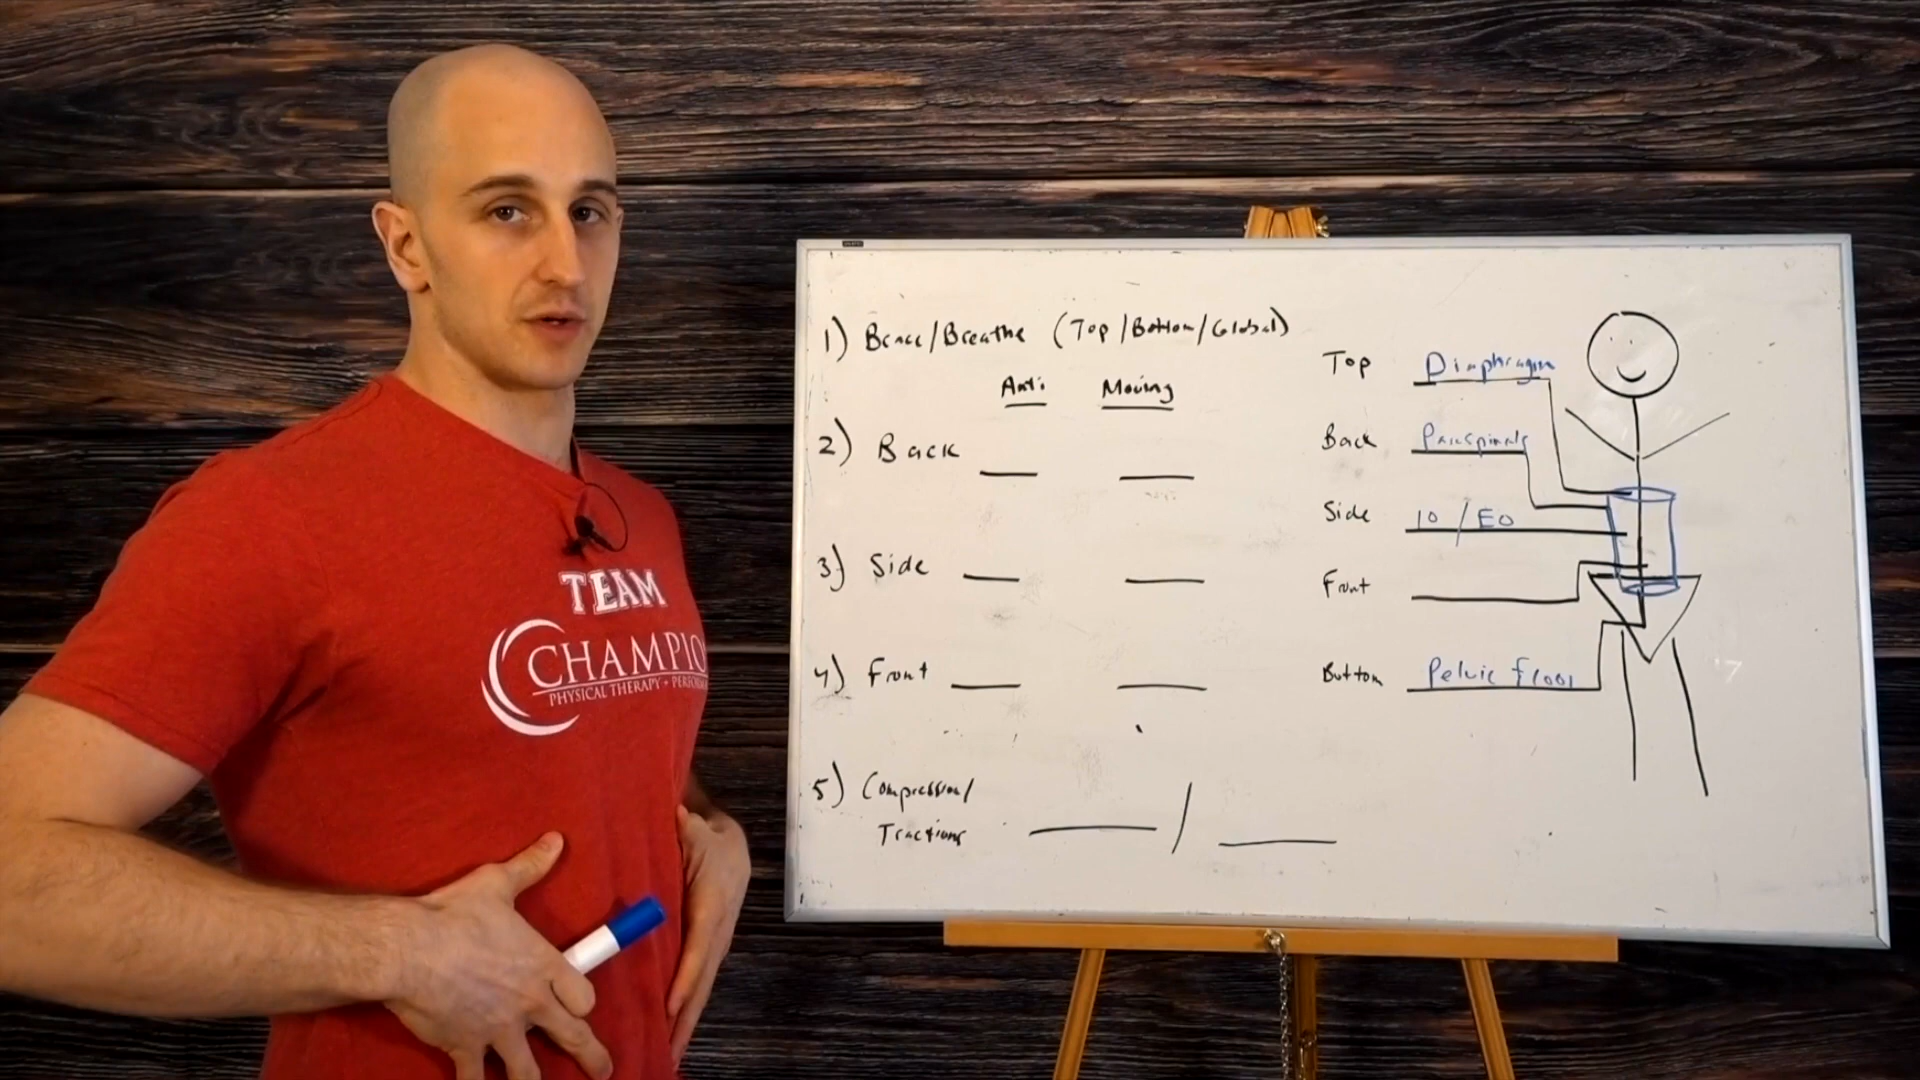 TEAM
CHAMPIO
PHYSICAL THERAPY + PERFORMA
1) Brace/Breathe (Top/Bottom/Global)
Anti Moving
2) Back
3) Side
4) Front
5) Compression/
Tractions /
Top Diaphragm
Back Paraspinals
Side IO / EO
Front
Bottom Pelvic floor